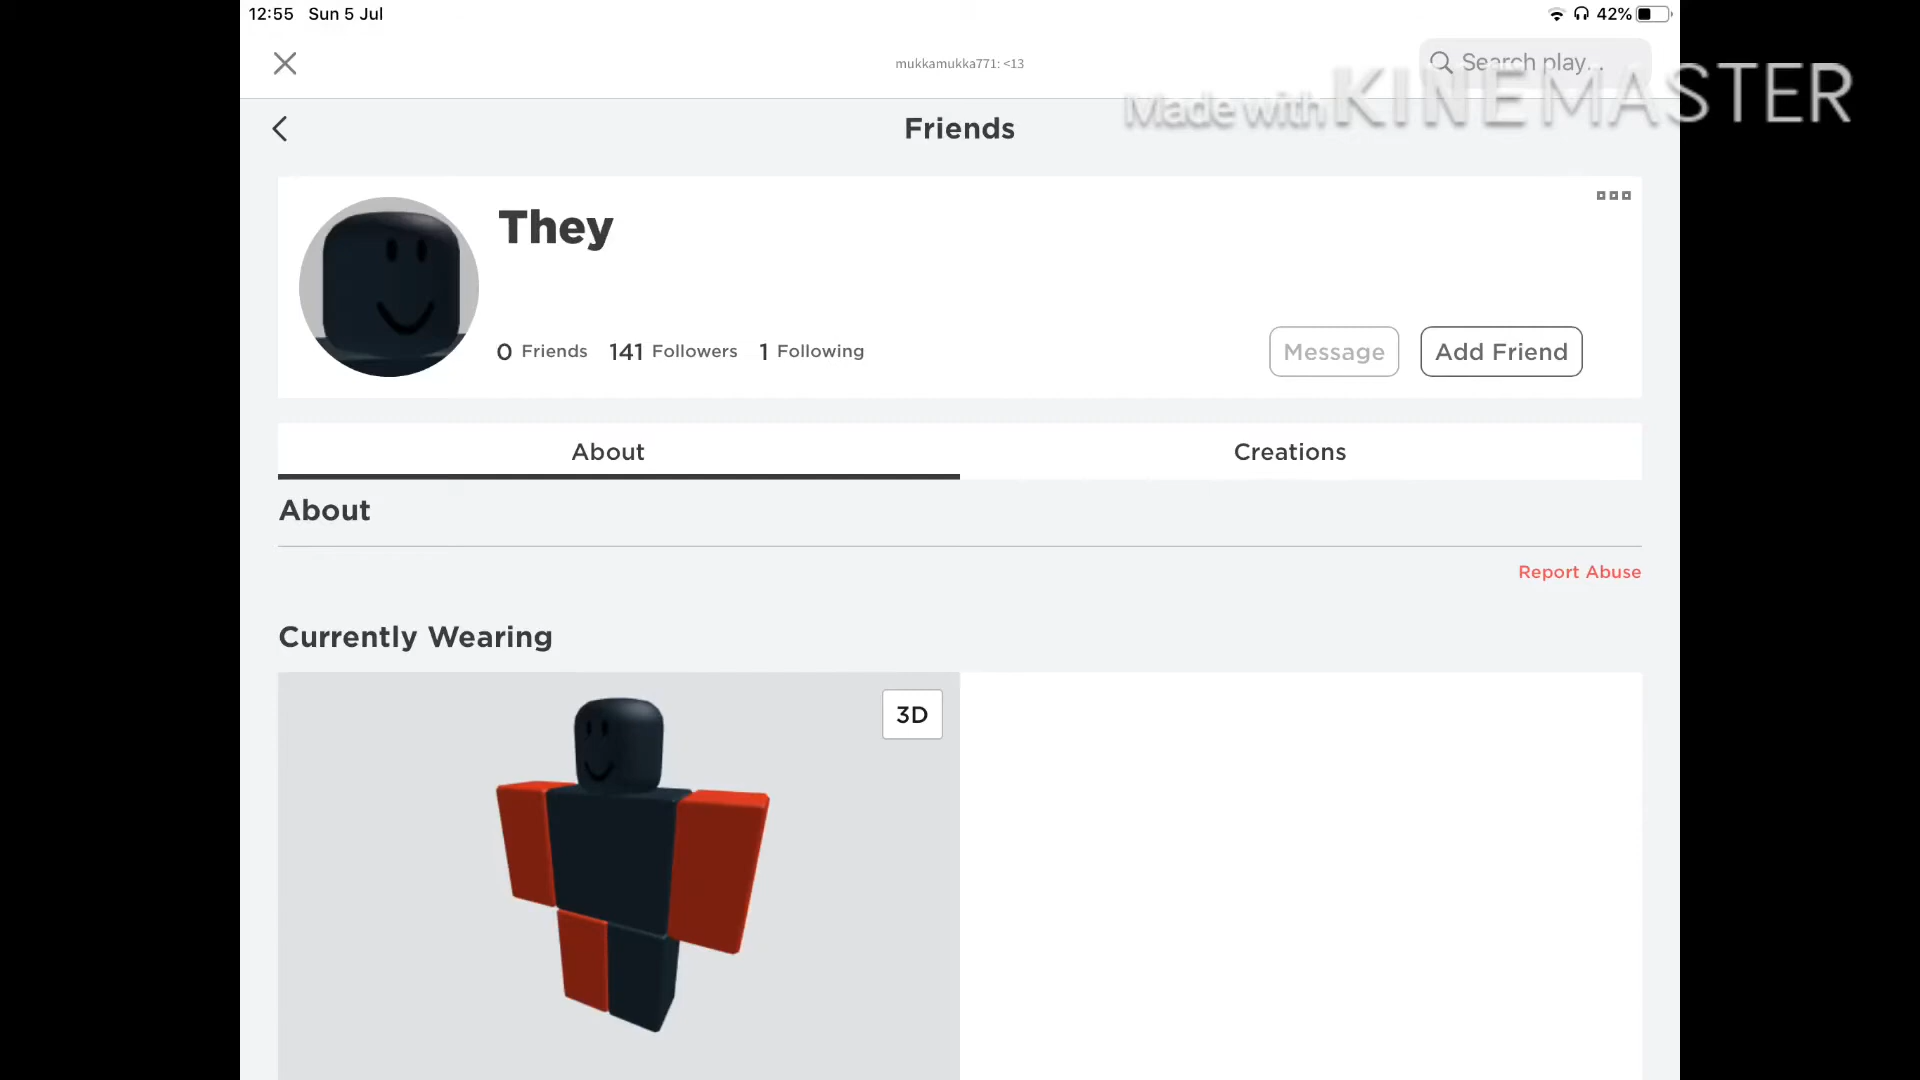 12:55 Sun 5 Jul
42%
mukkamukka771: <13
Search play...
Made with KINEMASTER
Friends
They
0 Friends 141 Followers 1 Following
Message
Add Friend
About
Creations
About
Report Abuse
Currently Wearing
3D